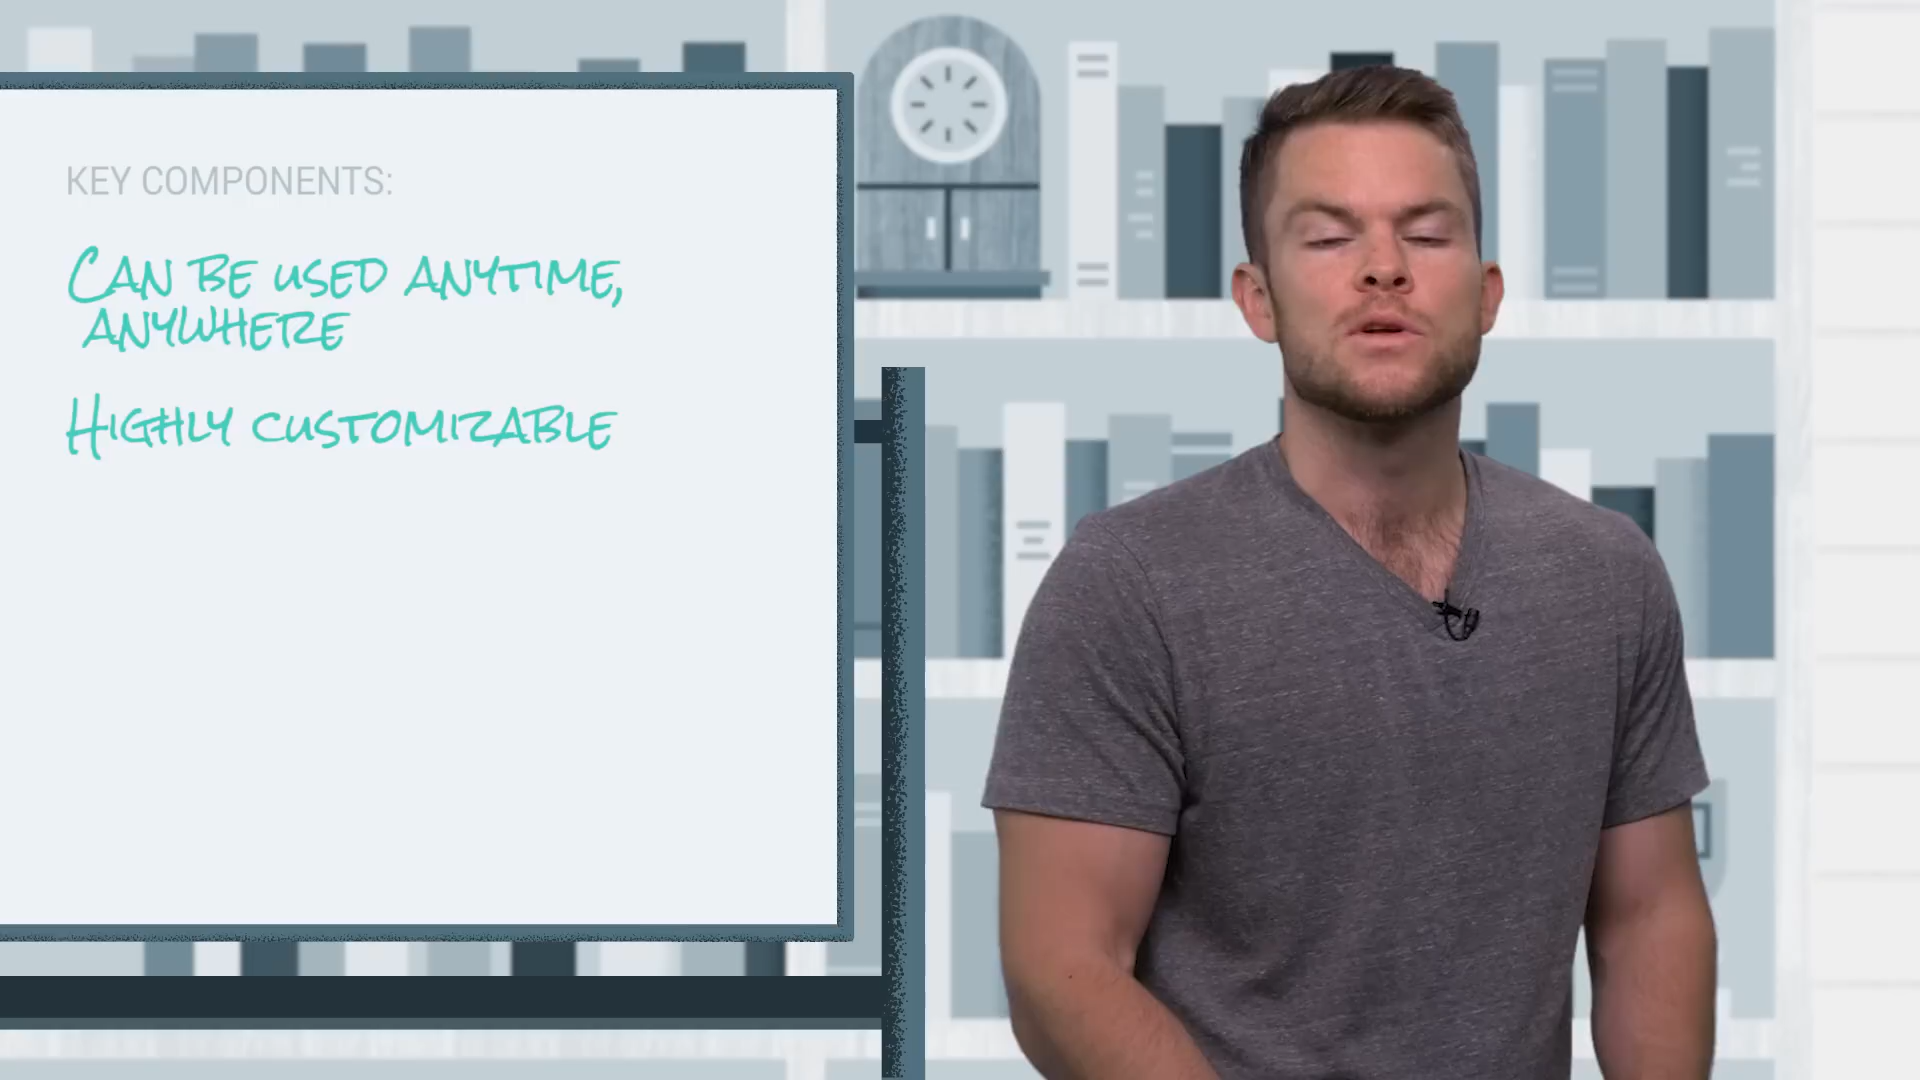 KEY COMPONENTS:
CAN BE USED ANYTIME,
ANYWHERE
HIGHLY CUSTOMIZABLE